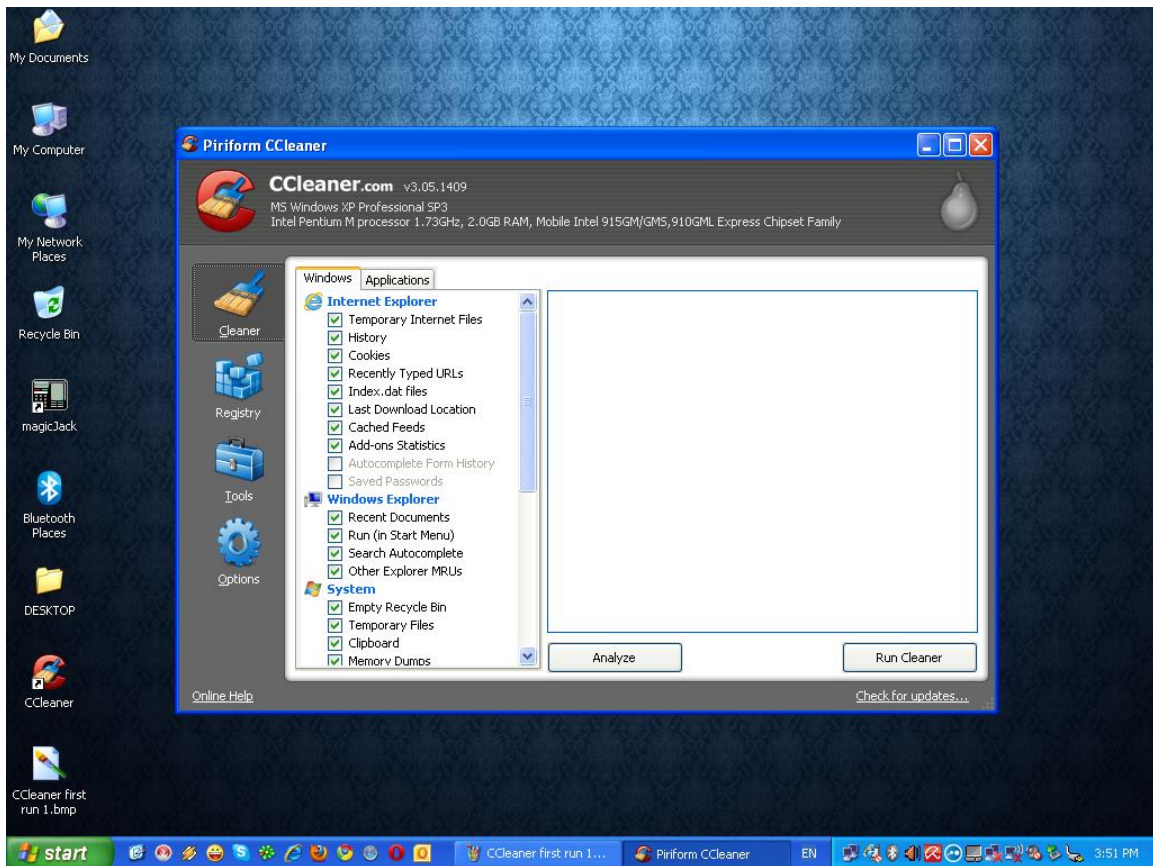 My Documents
My Computer
My Network
Places
Recycle Bin
magicJack
Bluetooth
Places
DESKTOP
CCleaner
CCleaner first
run 1.bmp
Piriform CCleaner
CCleaner.com v3.05.1409
MS Windows XP Professional SP3
Intel Pentium M processor 1.73GHz, 2.0GB RAM, Mobile Intel 915GM/GMS,910GML Express Chipset Family
Cleaner
Registry
Tools
Options
Windows Applications
Internet Explorer
Temporary Internet Files
History
Cookies
Recently Typed URLs
Index.dat files
Last Download Location
Cached Feeds
Add-ons Statistics
Autocomplete Form History
Saved Passwords
Windows Explorer
Recent Documents
Run (in Start Menu)
Search Autocomplete
Other Explorer MRUs
System
Empty Recycle Bin
Temporary Files
Clipboard
Memory Dumps
Analyze Run Cleaner
Online Help Check for updates...
start CCleaner first run 1... Piriform CCleaner EN 3:51 PM